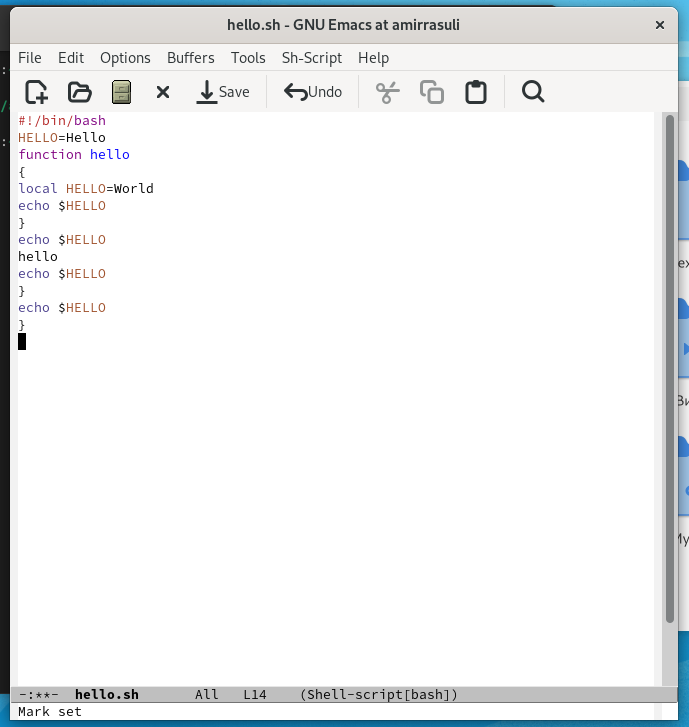 hello.sh - GNU Emacs at amirrasuli
File Edit Options Buffers Tools Sh-Script Help
Save Undo
#!/bin/bash
HELLO=Hello
function hello
{
local HELLO=World
echo $HELLO
}
echo $HELLO
hello
echo $HELLO
}
echo $HELLO
}
-:**- hello.sh All L14 (Shell-script[bash])
Mark set